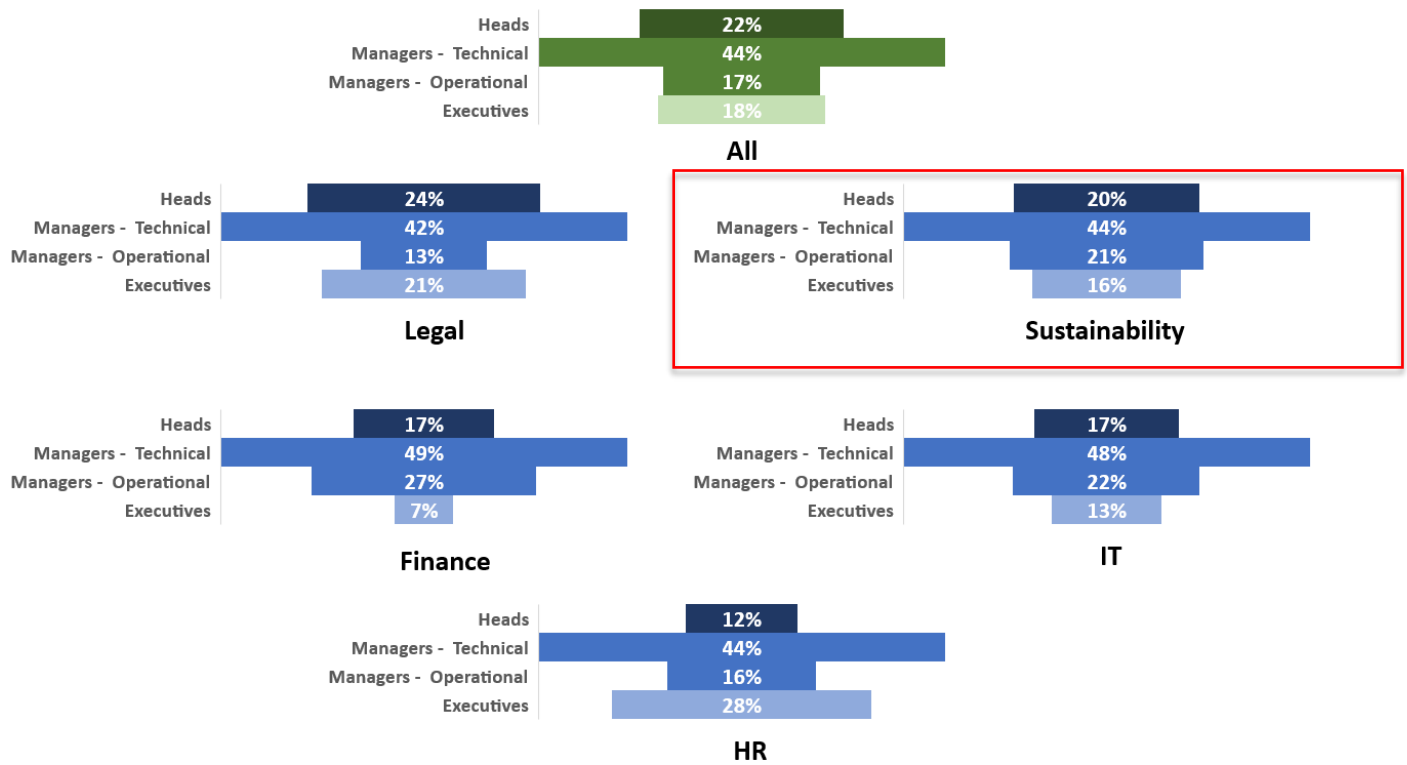 Heads 22%
Managers - Technical 44%
Managers - Operational 17%
Executives 18%
All
Heads 24%
Managers - Technical 42%
Managers - Operational 13%
Executives 21%
Legal
Heads 20%
Managers - Technical 44%
Managers - Operational 21%
Executives 16%
Sustainability
Heads 17%
Managers - Technical 49%
Managers - Operational 27%
Executives 7%
Finance
Heads 17%
Managers - Technical 48%
Managers - Operational 22%
Executives 13%
IT
Heads 12%
Managers - Technical 44%
Managers - Operational 16%
Executives 28%
HR